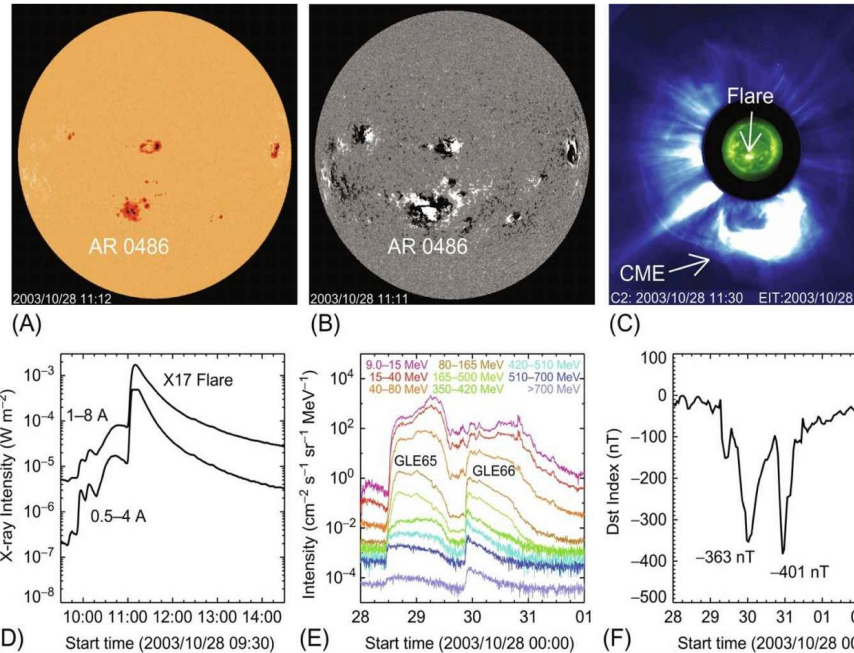 AR 0486
2003/10/28 11:12
(A)
AR 0486
2003/10/28 11:11
(B)
Flare
CME
C2: 2003/10/28 11:30 EIT:2003/10/28
(C)
X-ray Intensity (W m⁻²)
10⁻³
10⁻⁴
10⁻⁵
10⁻⁶
10⁻⁷
10⁻⁸
X17 Flare
1–8 A
0.5–4 A
10:00 11:00 12:00 13:00 14:00
D)
Start time (2003/10/28 09:30)
Intensity (cm⁻² s⁻¹ sr⁻¹ MeV⁻¹)
10⁴
10²
10⁰
10⁻²
10⁻⁴
9.0–15 MeV 80–165 MeV 420–510 MeV
15–40 MeV 165–500 MeV 510–700 MeV
40–80 MeV 350–420 MeV >700 MeV
GLE65
GLE66
28 29 30 31 01
(E)
Start time (2003/10/28 00:00)
Dst Index (nT)
100
0
−100
−200
−300
−400
−500
−363 nT
−401 nT
28 29 30 31 01
(F)
Start time (2003/10/28 00